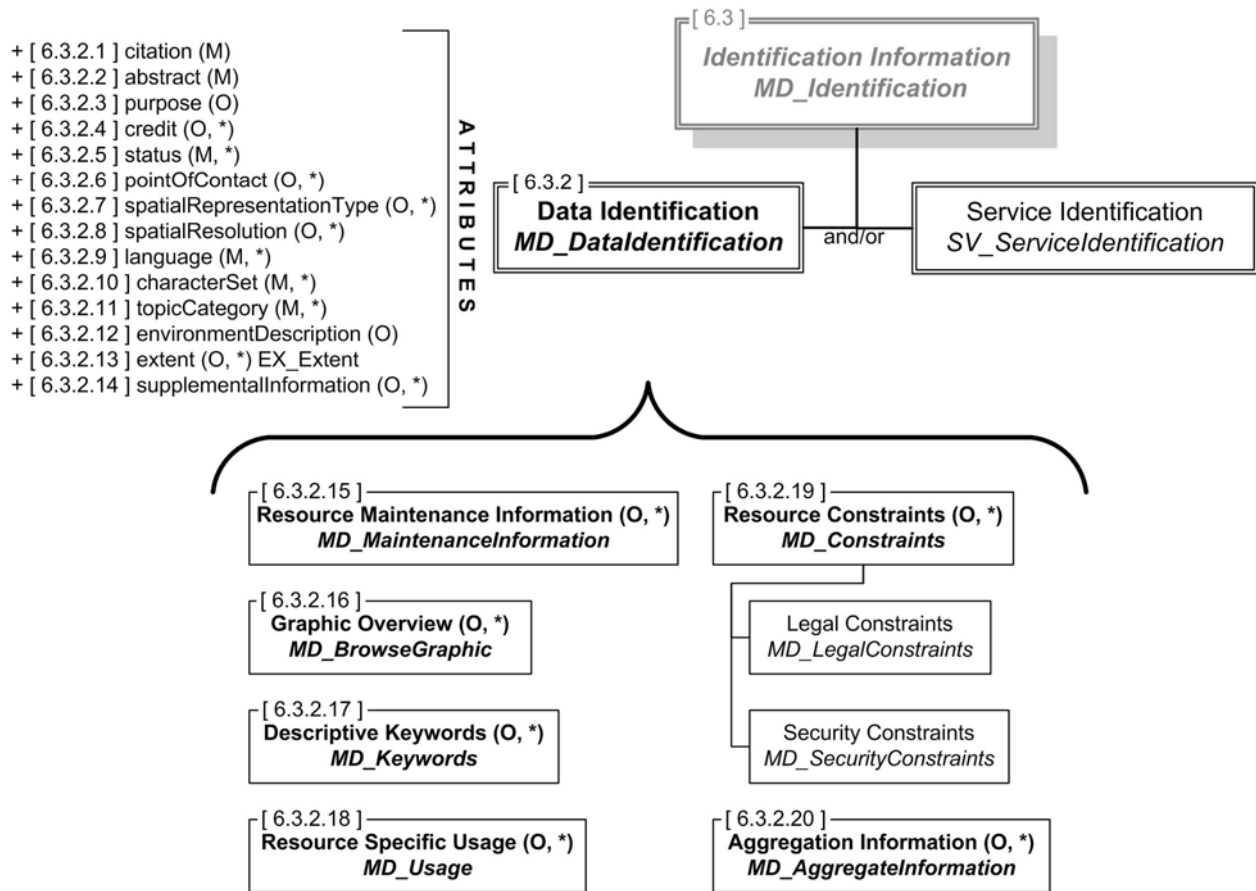 + [ 6.3.2.1 ] citation (M)
+ [ 6.3.2.2 ] abstract (M)
+ [ 6.3.2.3 ] purpose (O)
+ [ 6.3.2.4 ] credit (O, *)
+ [ 6.3.2.5 ] status (M, *)
+ [ 6.3.2.6 ] pointOfContact (O, *)
+ [ 6.3.2.7 ] spatialRepresentationType (O, *)
+ [ 6.3.2.8 ] spatialResolution (O, *)
+ [ 6.3.2.9 ] language (M, *)
+ [ 6.3.2.10 ] characterSet (M, *)
+ [ 6.3.2.11 ] topicCategory (M, *)
+ [ 6.3.2.12 ] environmentDescription (O)
+ [ 6.3.2.13 ] extent (O, *) EX_Extent
+ [ 6.3.2.14 ] supplementalInformation (O, *)
ATTRIBUTES
[ 6.3 ]
Identification Information
MD_Identification
[ 6.3.2 ]
Data Identification
MD_DataIdentification
and/or
Service Identification
SV_ServiceIdentification
[ 6.3.2.15 ]
Resource Maintenance Information (O, *)
MD_MaintenanceInformation
[ 6.3.2.16 ]
Graphic Overview (O, *)
MD_BrowseGraphic
[ 6.3.2.17 ]
Descriptive Keywords (O, *)
MD_Keywords
[ 6.3.2.18 ]
Resource Specific Usage (O, *)
MD_Usage
[ 6.3.2.19 ]
Resource Constraints (O, *)
MD_Constraints
Legal Constraints
MD_LegalConstraints
Security Constraints
MD_SecurityConstraints
[ 6.3.2.20 ]
Aggregation Information (O, *)
MD_AggregateInformation